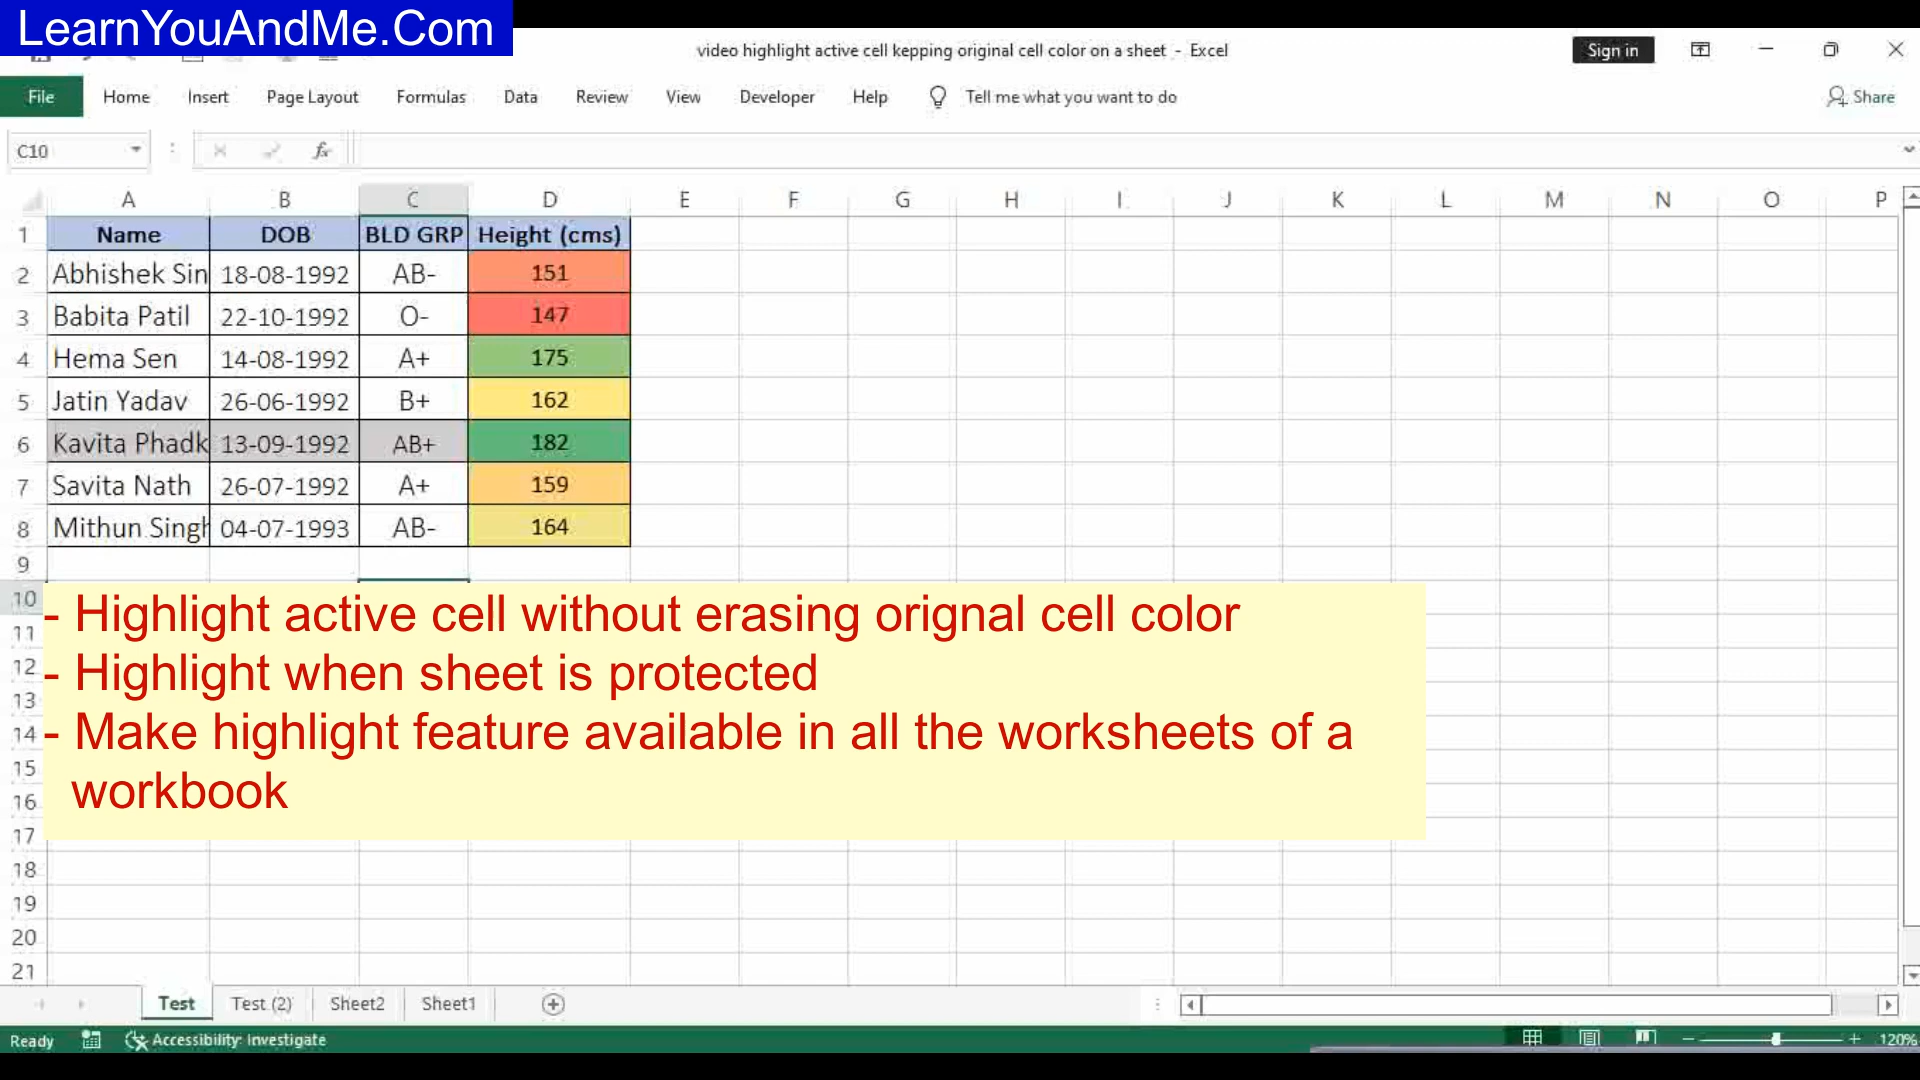 LearnYouAndMe.Com
video highlight active cell kepping original cell color on a sheet - Excel
Sign in
File Home Insert Page Layout Formulas Data Review View Developer Help Tell me what you want to do Share
C10 fx
A B C D E F G H I J K L M N O P
1 Name DOB BLD GRP Height (cms)
2 Abhishek Sin 18-08-1992 AB- 151
3 Babita Patil 22-10-1992 O- 147
4 Hema Sen 14-08-1992 A+ 175
5 Jatin Yadav 26-06-1992 B+ 162
6 Kavita Phadk 13-09-1992 AB+ 182
7 Savita Nath 26-07-1992 A+ 159
8 Mithun Singh 04-07-1993 AB- 164
9
10
- Highlight active cell without erasing orignal cell color
11
12
- Highlight when sheet is protected
13
14
- Make highlight feature available in all the worksheets of a
15
16
workbook
17
18
19
20
21
Test Test (2) Sheet2 Sheet1
Ready Accessibility: Investigate 120%